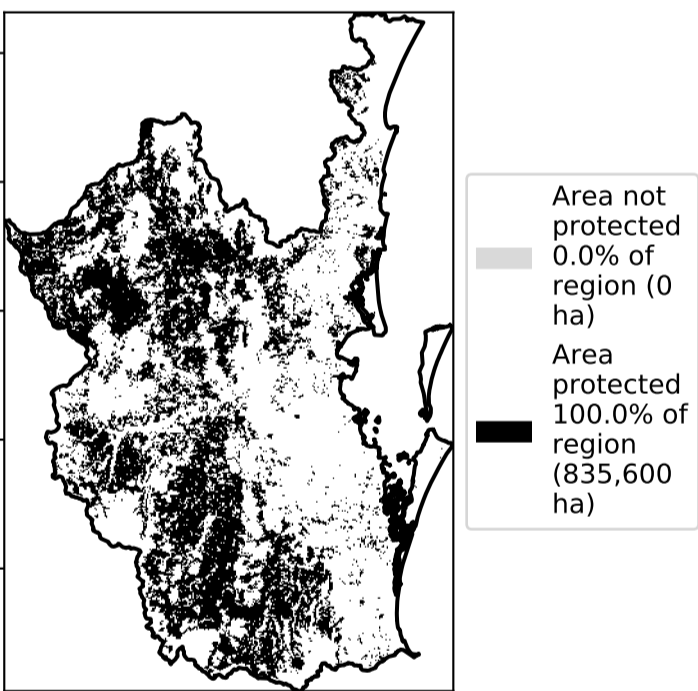 Area not
protected
0.0% of
region (0
ha)
Area
protected
100.0% of
region
(835,600
ha)